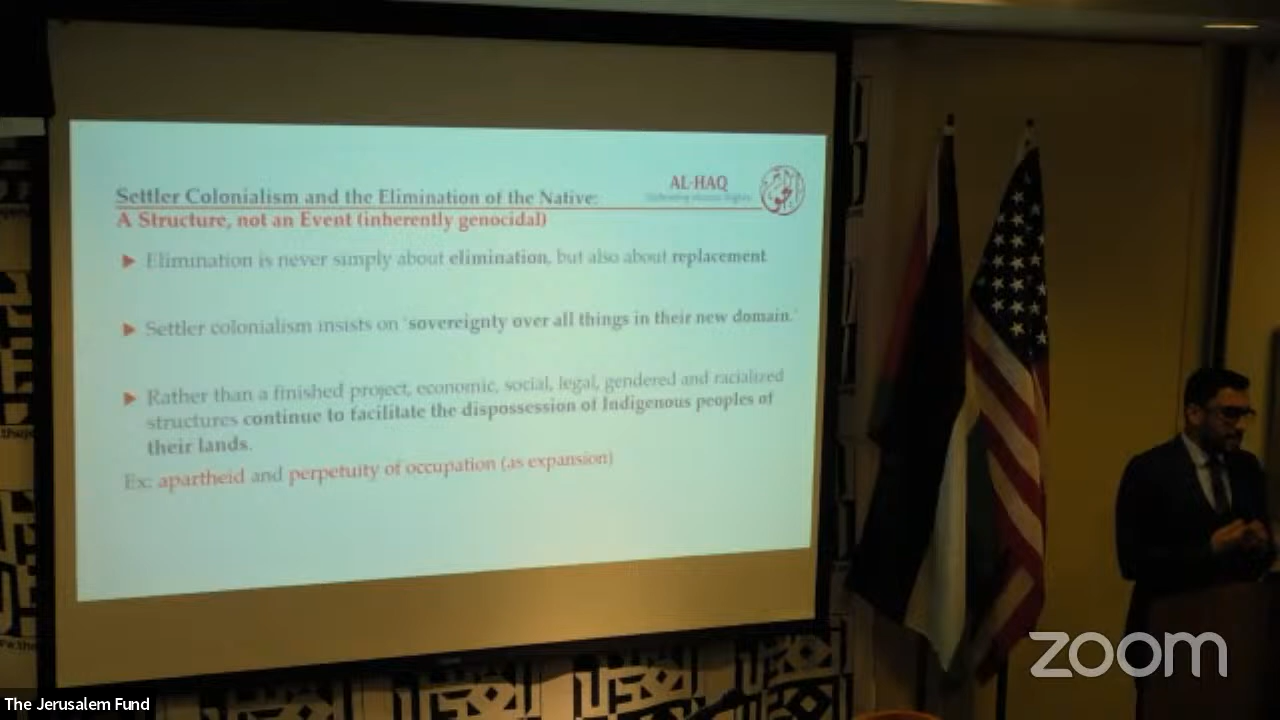 Settler Colonialism and the Elimination of the Native:
A Structure, not an Event (inherently genocidal)
AL-HAQ
Elimination is never simply about elimination, but also about replacement
Settler colonialism insists on 'sovereignty over all things in their new domain.'
Rather than a finished project, economic, social, legal, gendered and racialized
structures continue to facilitate the dispossession of Indigenous peoples of
their lands.
Ex: apartheid and perpetuity of occupation (as expansion)
zoom
The Jerusalem Fund